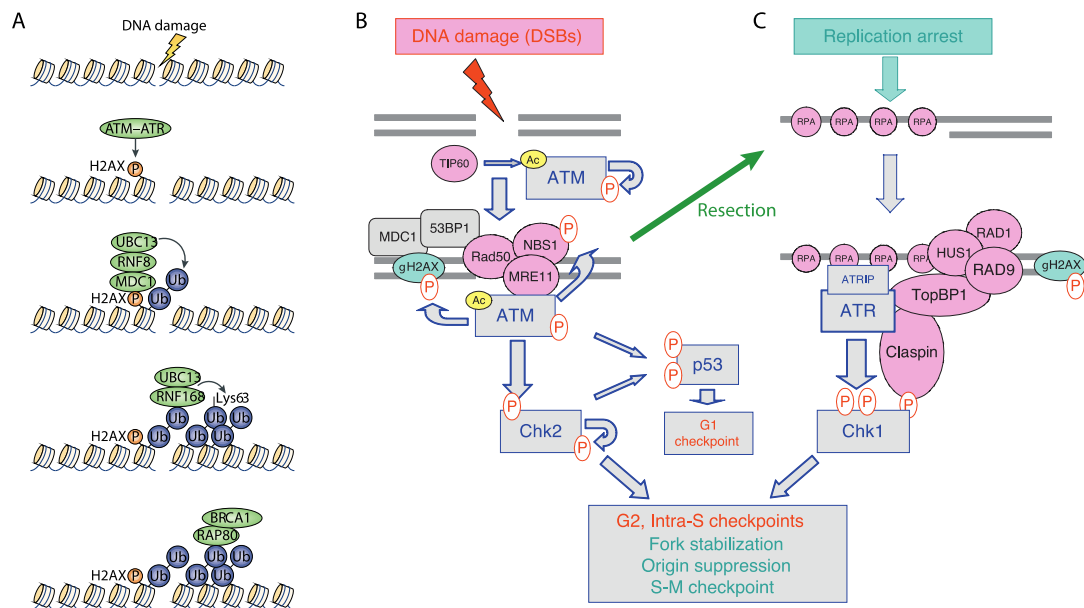 A
DNA damage
ATM–ATR
H2AX P
UBC13
RNF8
MDC1
Ub
H2AX P Ub
UBC13
RNF168 Lys63
Ub Ub Ub
H2AX P Ub Ub Ub
BRCA1
RAP80
Ub Ub Ub
H2AX P Ub Ub Ub
B
DNA damage (DSBs)
TIP60
Ac
ATM
P
MDC1
53BP1
Rad50
NBS1
P
MRE11
gH2AX
P
Ac
ATM
P
Resection
P
P
p53
G1
checkpoint
P
Chk2
P
C
Replication arrest
RPA RPA RPA RPA
RPA RPA RPA RPA
HUS1
RAD1
RAD9
gH2AX
P
ATRIP
ATR
TopBP1
Claspin
P P P
Chk1
G2, Intra-S checkpoints
Fork stabilization
Origin suppression
S-M checkpoint